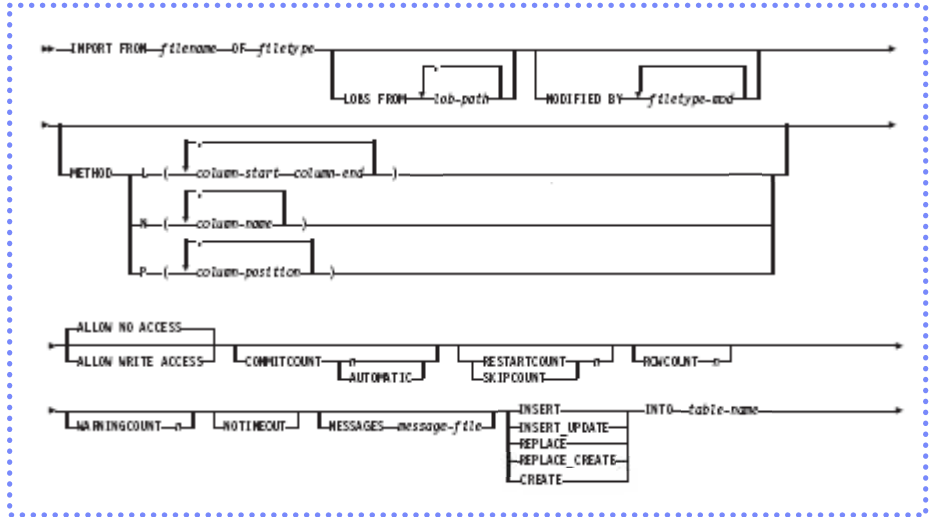 IMPORT FROM filename OF filetype
,
,
LOBS FROM lob-path
MODIFIED BY filetype-mod
,
METHOD L ( column-start column-end )
,
N ( column-name )
,
P ( column-position )
ALLOW NO ACCESS
ALLOW WRITE ACCESS
COMMITCOUNT n
AUTOMATIC
RESTARTCOUNT n
SKIPCOUNT
ROWCOUNT n
WARNINGCOUNT n
NOTIMEOUT
MESSAGES message-file
INSERT INTO table-name
INSERT_UPDATE
REPLACE
REPLACE_CREATE
CREATE